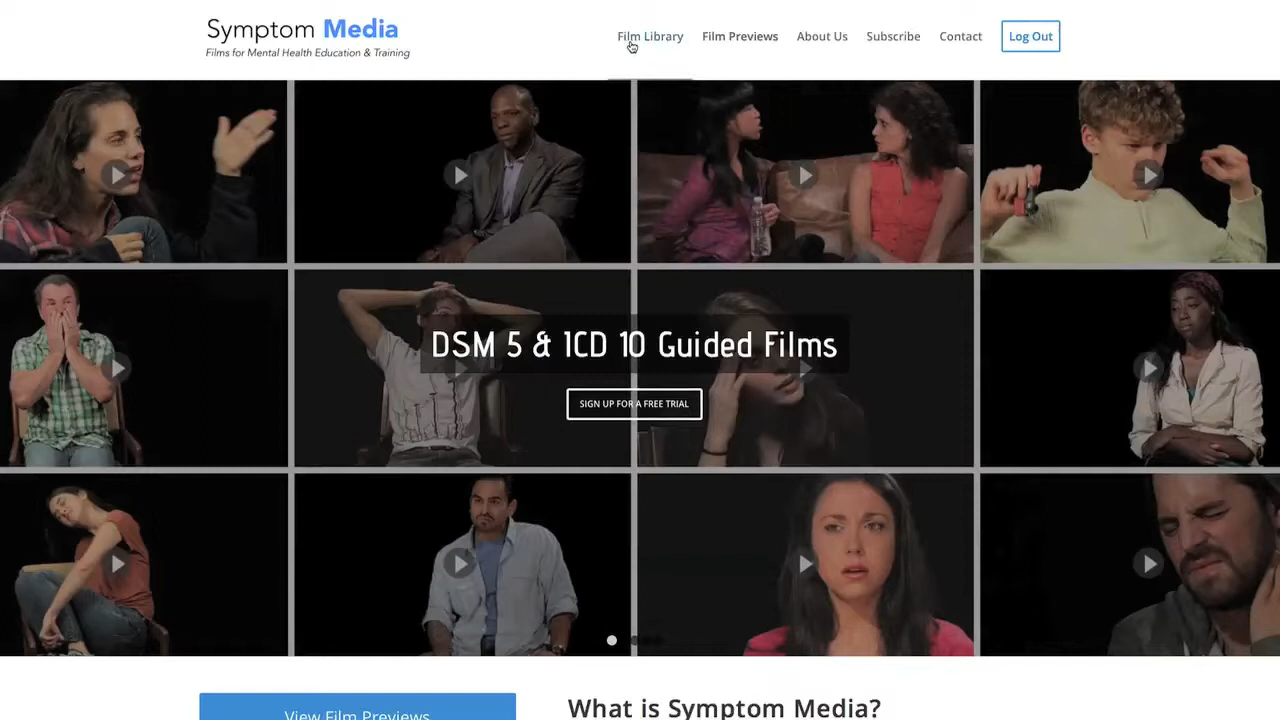 Symptom Media
Films for Mental Health Education & Training
Film Library
Film Previews
About Us
Subscribe
Contact
Log Out
DSM 5 & ICD 10 Guided Films
SIGN UP FOR A FREE TRIAL
View Film Previews
What is Symptom Media?